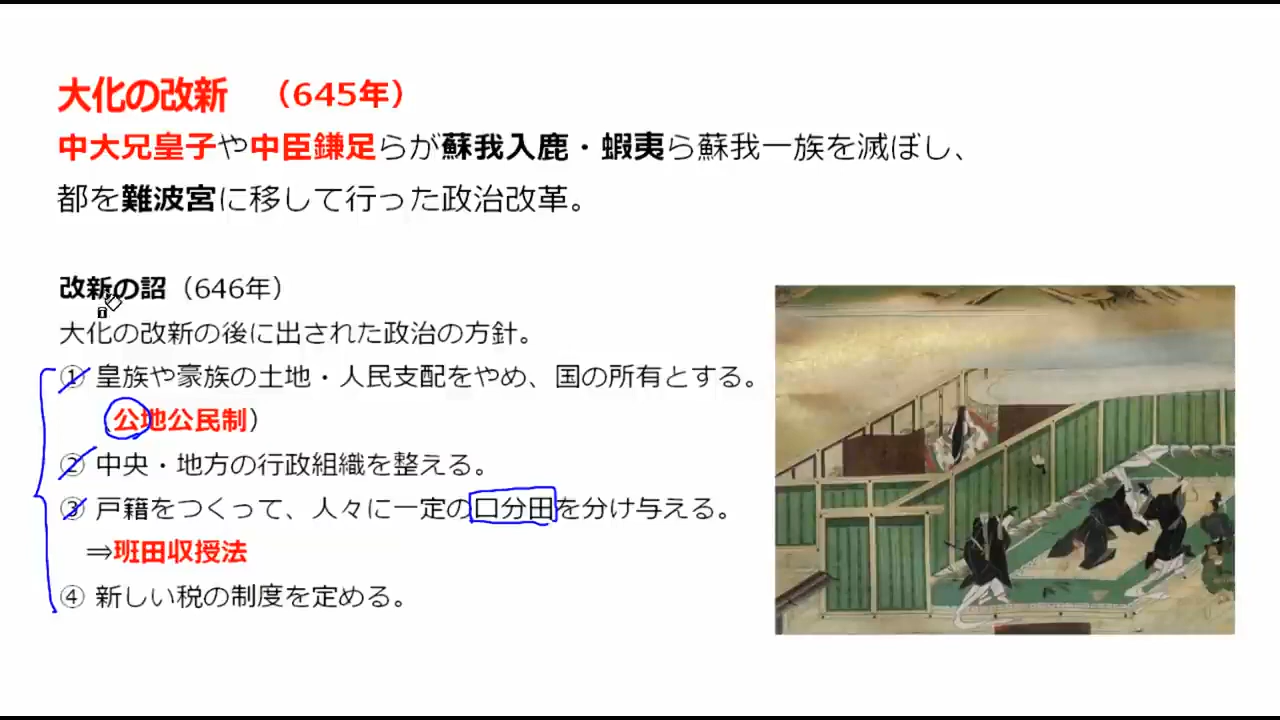 大化の改新　（645年）
中大兄皇子や中臣鎌足らが蘇我入鹿・蝦夷ら蘇我一族を滅ぼし、
都を難波宮に移して行った政治改革。
改新の詔（646年）
大化の改新の後に出された政治の方針。
① 皇族や豪族の土地・人民支配をやめ、国の所有とする。
公地公民制）
② 中央・地方の行政組織を整える。
③ 戸籍をつくって、人々に一定の口分田を分け与える。
⇒班田収授法
④ 新しい税の制度を定める。